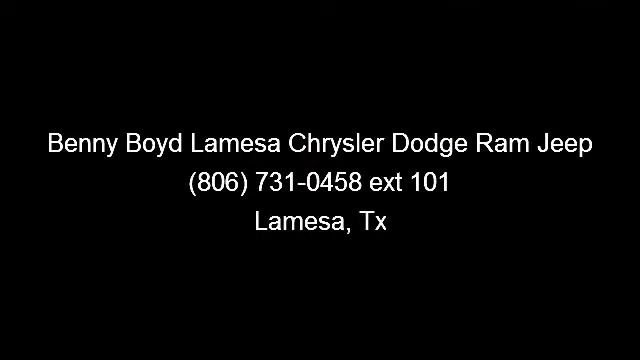 Benny Boyd Lamesa Chrysler Dodge Ram Jeep
(806) 731-0458 ext 101
Lamesa, Tx